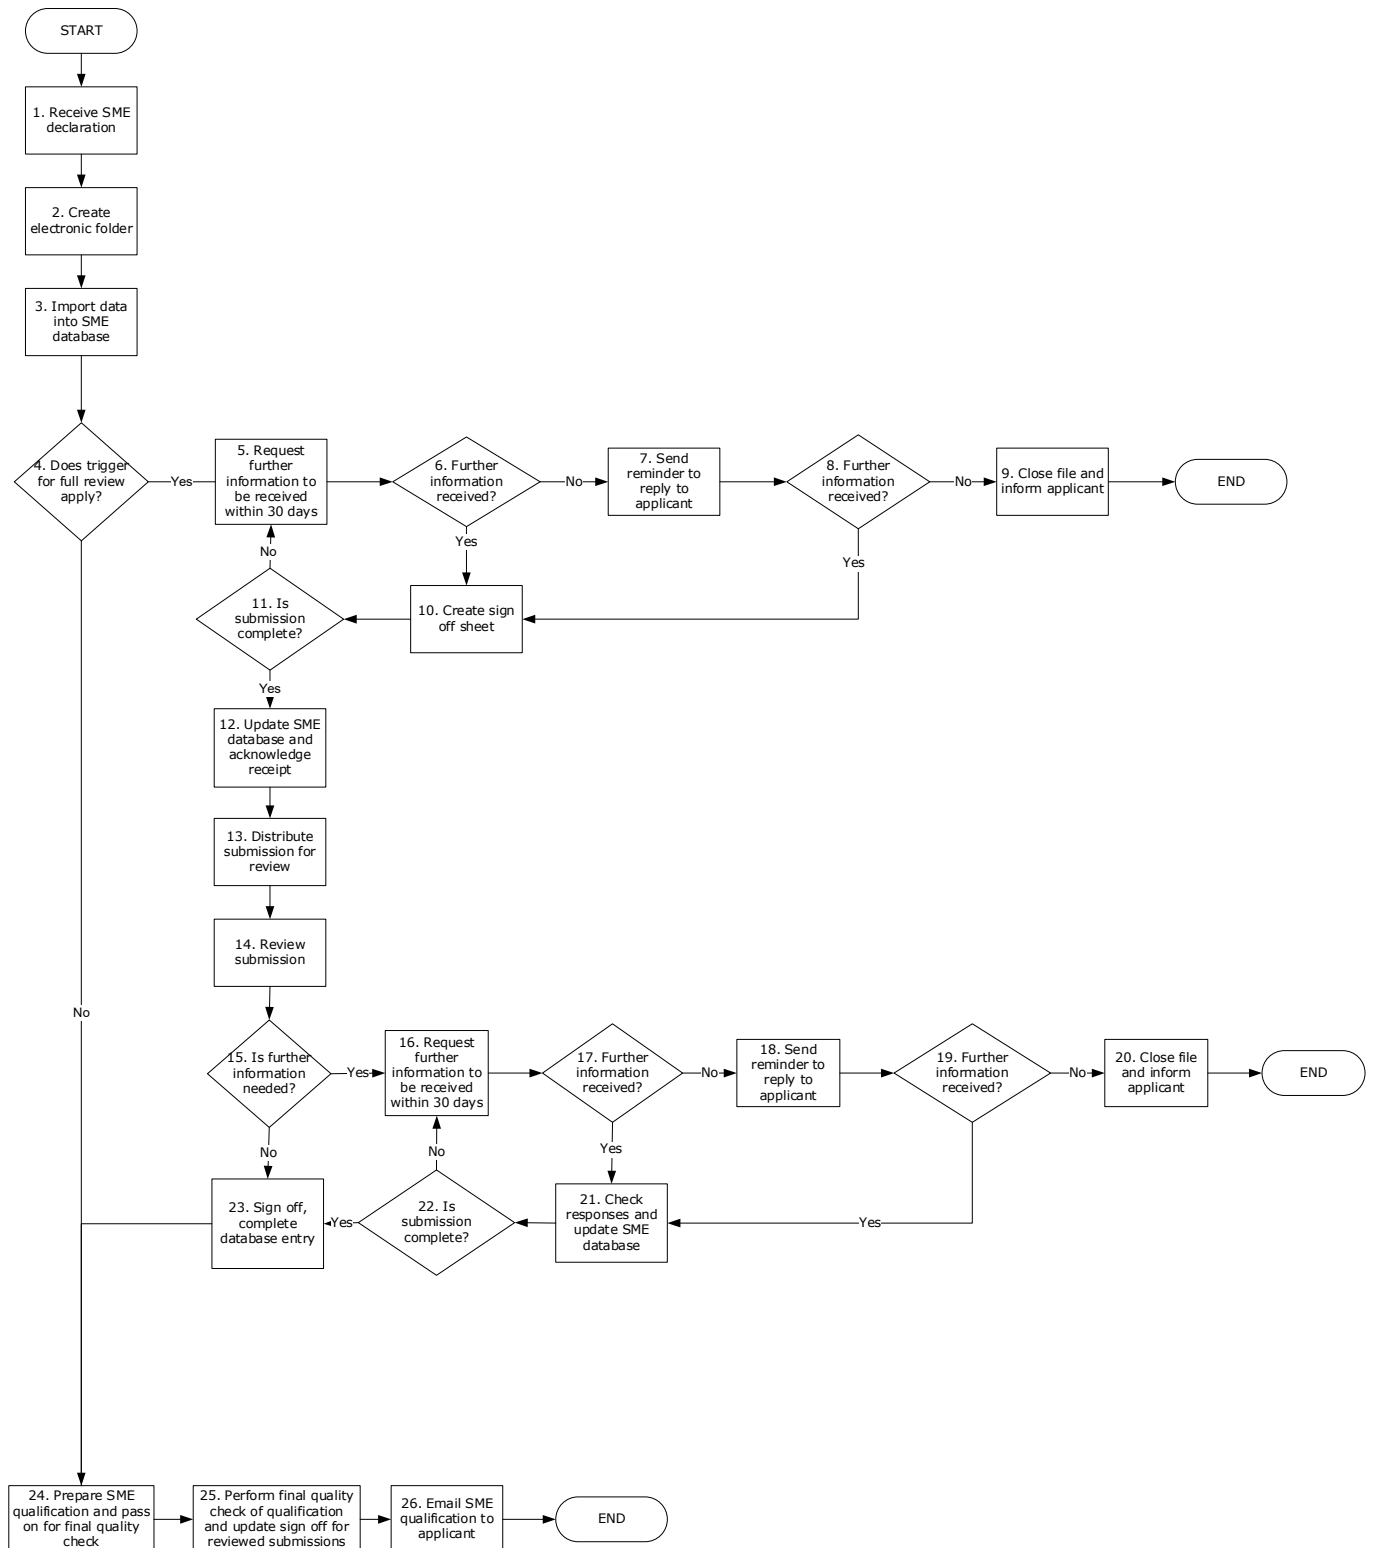 START
1. Receive SME
declaration
2. Create
electronic folder
3. Import data
into SME
database
4. Does trigger
for full review
apply?
Yes
5. Request
further
information to
be received
within 30 days
6. Further
information
received?
No
7. Send
reminder to
reply to
applicant
8. Further
information
received?
No
9. Close file and
inform applicant
END
Yes
Yes
No
10. Create sign
off sheet
11. Is
submission
complete?
Yes
12. Update SME
database and
acknowledge
receipt
13. Distribute
submission for
review
14. Review
submission
No
15. Is further
information
needed?
Yes
16. Request
further
information to
be received
within 30 days
17. Further
information
received?
No
18. Send
reminder to
reply to
applicant
19. Further
information
received?
No
20. Close file
and inform
applicant
END
No
No
Yes
21. Check
responses and
update SME
database
Yes
22. Is
submission
complete?
Yes
23. Sign off,
complete
database entry
24. Prepare SME
qualification and pass
on for final quality
check
25. Perform final quality
check of qualification
and update sign off for
reviewed submissions
26. Email SME
qualification to
applicant
END